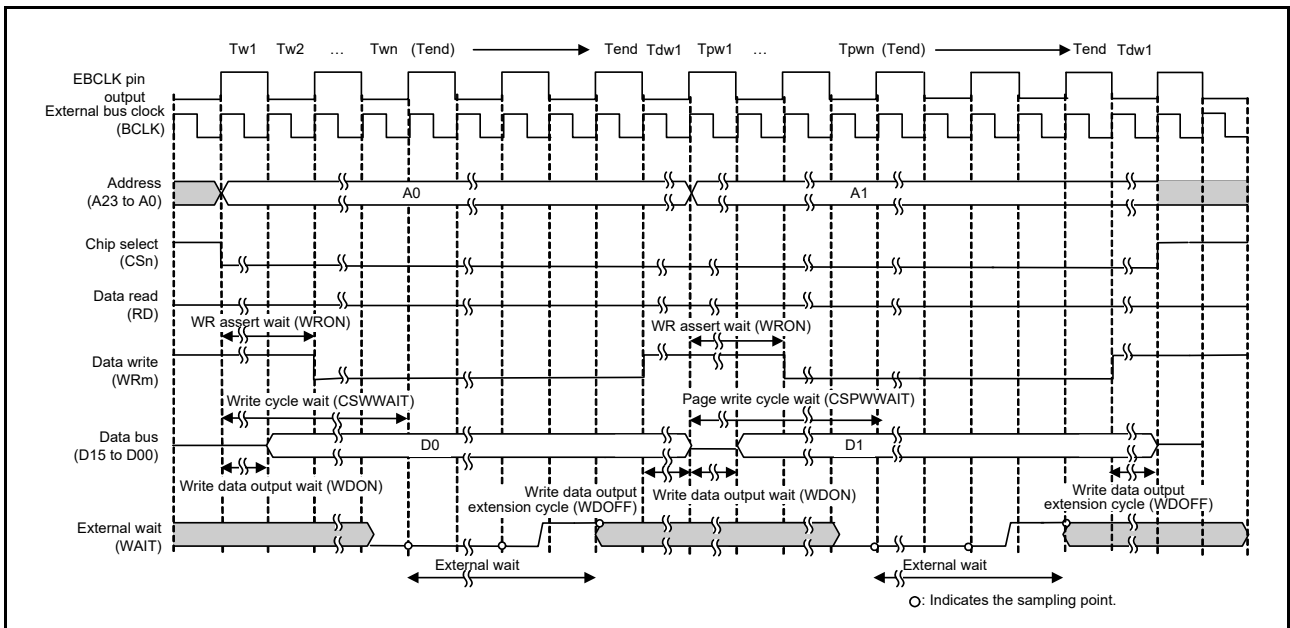 Tw1 Tw2 … Twn (Tend) Tend Tdw1 Tpw1 … Tpwn (Tend) Tend Tdw1
EBCLK pin
output
External bus clock
(BCLK)
Address
(A23 to A0)
A0
A1
Chip select
(CSn)
Data read
(RD)
WR assert wait (WRON)
WR assert wait (WRON)
Data write
(WRm)
Write cycle wait (CSWWAIT)
Page write cycle wait (CSPWWAIT)
Data bus
(D15 to D00)
D0
D1
Write data output wait (WDON)
Write data output
extension cycle (WDOFF)
Write data output wait (WDON)
Write data output
extension cycle (WDOFF)
External wait
(WAIT)
External wait
External wait
O: Indicates the sampling point.